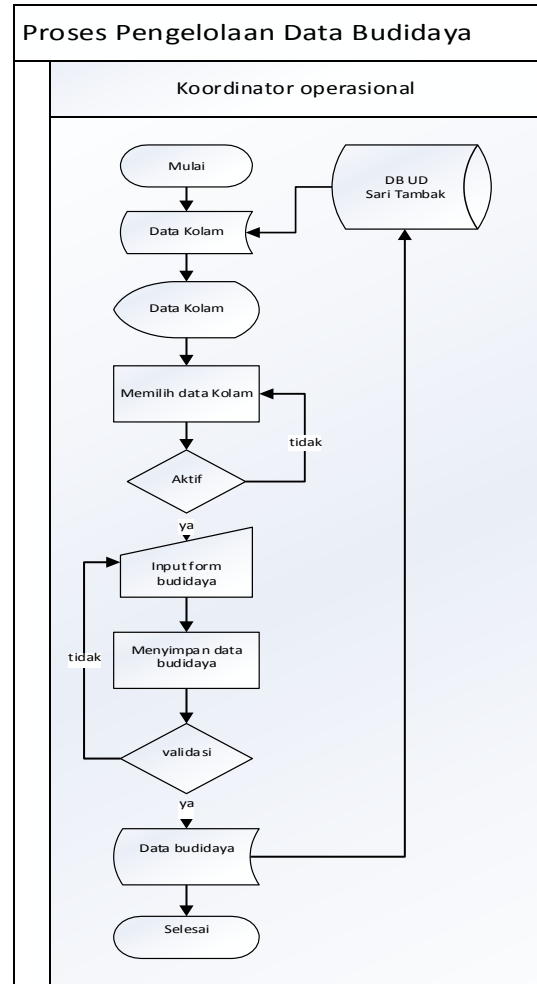 Proses Pengelolaan Data Budidaya
Koordinator operasional
Mulai
DB UD
Sari Tambak
Data Kolam
Data Kolam
Memilih data Kolam
tidak
Aktif
ya
Input form
budidaya
Menyimpan data
budidaya
tidak
validasi
ya
Data budidaya
Selesai